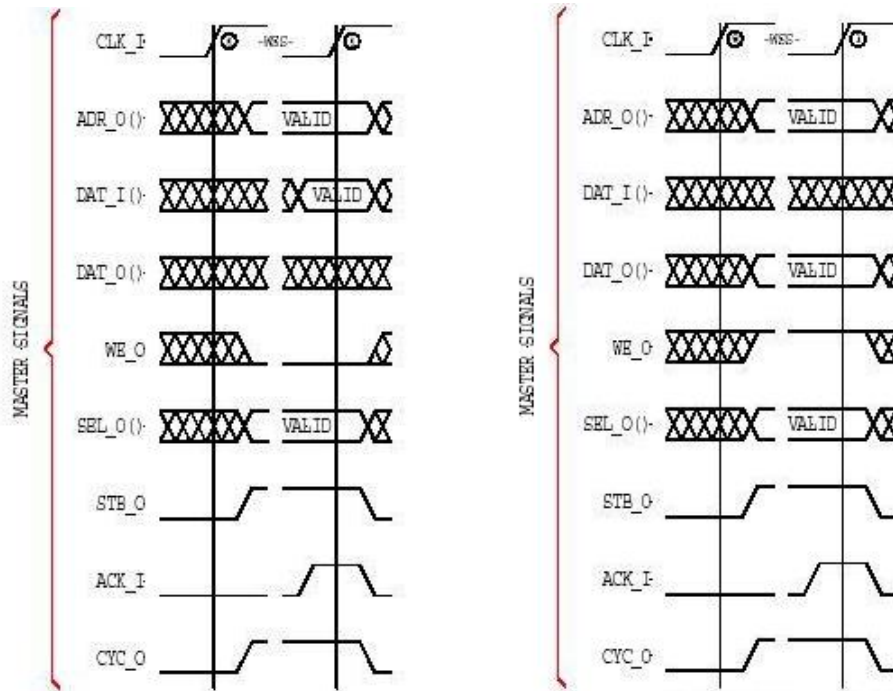 CLK_I
-WSS-
ADR_O()
VALID
DAT_I()
VALID
DAT_O()
WE_O
SEL_O()
VALID
STB_O
ACK_I
CYC_O
MASTER SIGNALS
CLK_I
-WSS-
ADR_O()
VALID
DAT_I()
DAT_O()
VALID
WE_O
SEL_O()
VALID
STB_O
ACK_I
CYC_O
MASTER SIGNALS